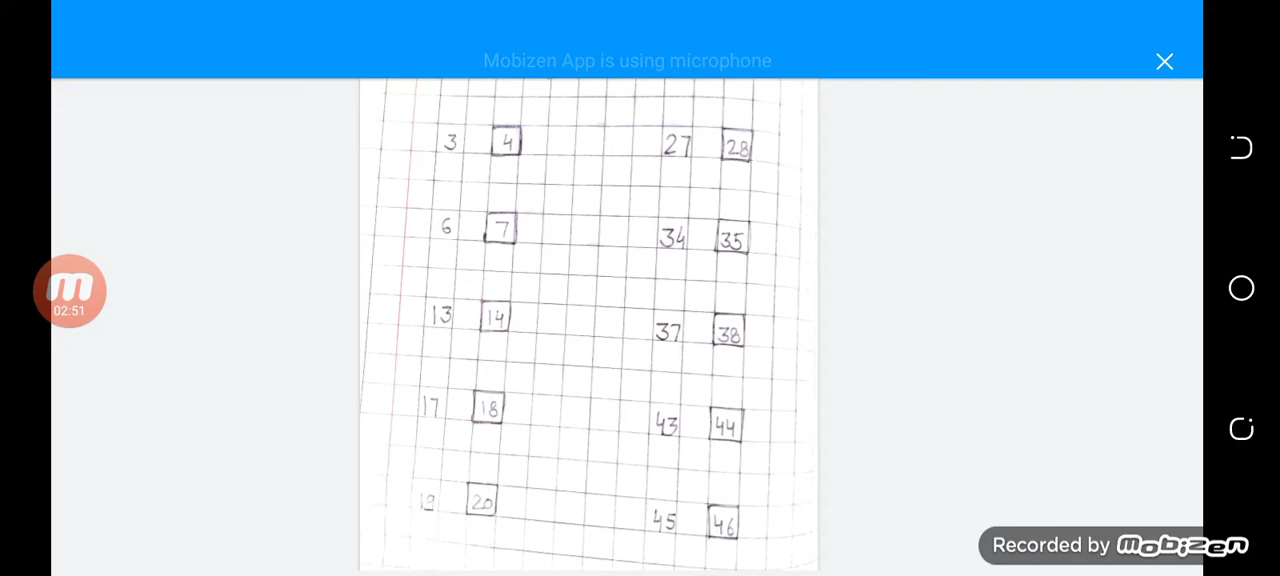 Mobizen App is using microphone
3 4 27 28
6 7 34 35
13 14 37 38
17 18 43 44
19 20 45 46
02:51
Recorded by mobizen